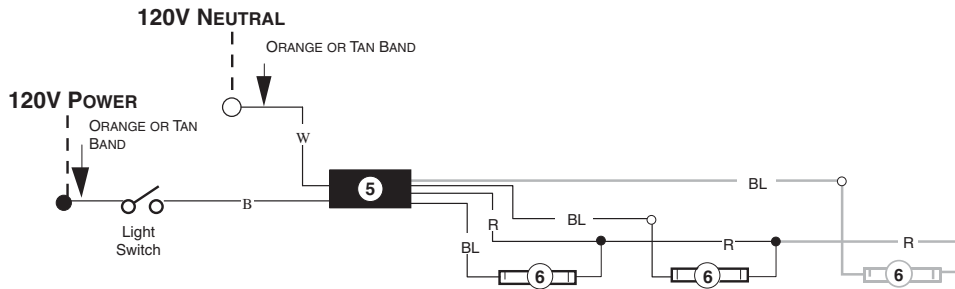 120V NEUTRAL
ORANGE OR TAN BAND
120V POWER
ORANGE OR TAN
BAND
W
5
BL
B
BL
R
Light
Switch
BL
R
R
6
6
6